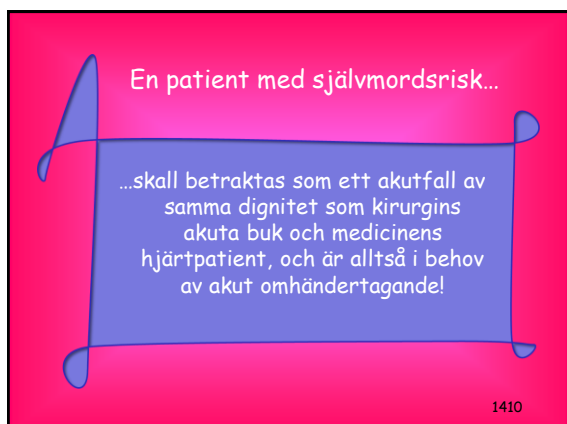 En patient med självmordsrisk…
…skall betraktas som ett akutfall av
samma dignitet som kirurgins
akuta buk och medicinens
hjärtpatient, och är alltså i behov
av akut omhändertagande!
1410